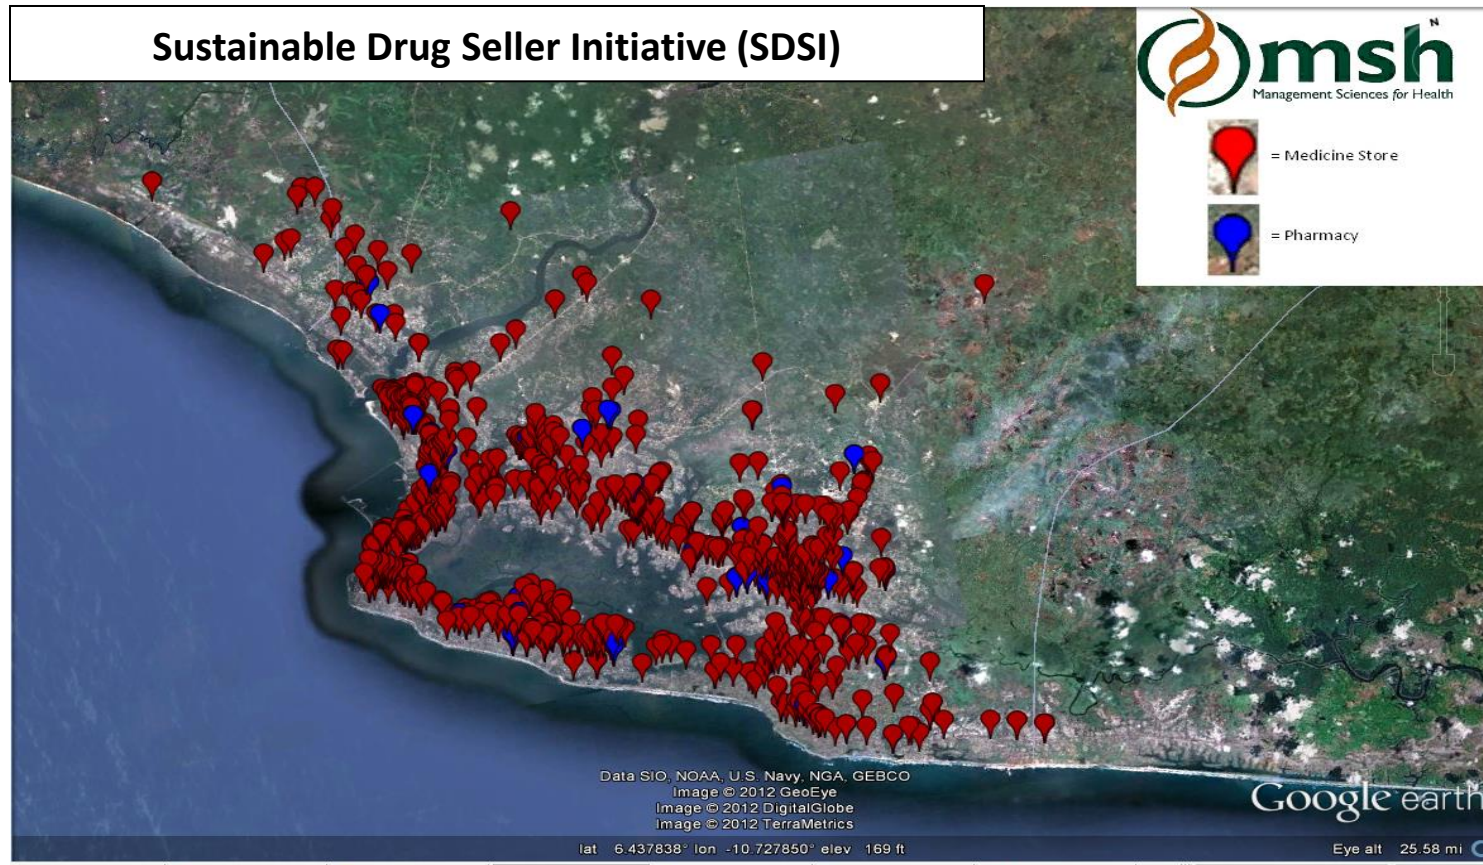 Sustainable Drug Seller Initiative (SDSI)
N
msh
Management Sciences for Health
= Medicine Store
= Pharmacy
Data SIO, NOAA, U.S. Navy, NGA, GEBCO
Image © 2012 GeoEye
Image © 2012 DigitalGlobe
Image © 2012 TerraMetrics
Google earth
lat 6.437838° lon -10.727850° elev 169 ft
Eye alt 25.58 mi